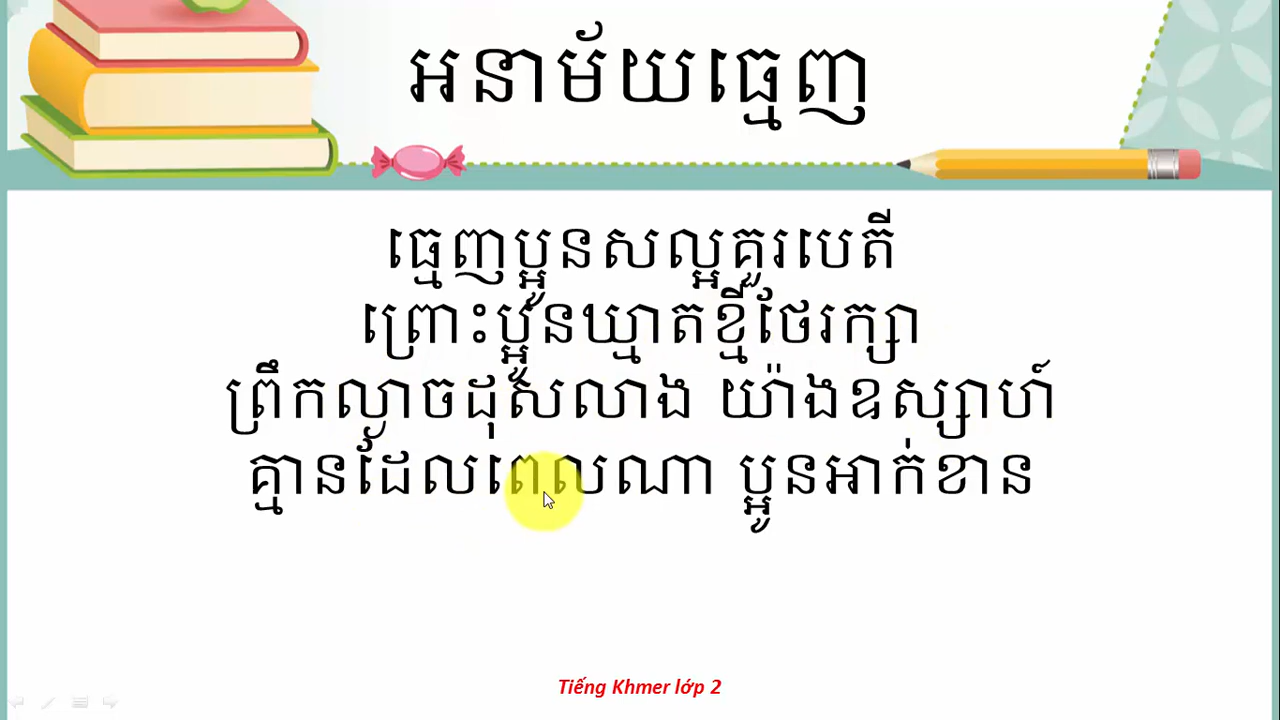 អនាម័យធ្មេញ
ធ្មេញប្អូនសល្អគួរបេតី
ព្រោះប្អូនឃ្មាតខ្មីថែរក្សា
ព្រឹកល្ងាចដុសលាង យ៉ាងឧស្សាហ៍
គ្មានដែលពេលណា ប្អូនអាក់ខាន
Tiếng Khmer lớp 2